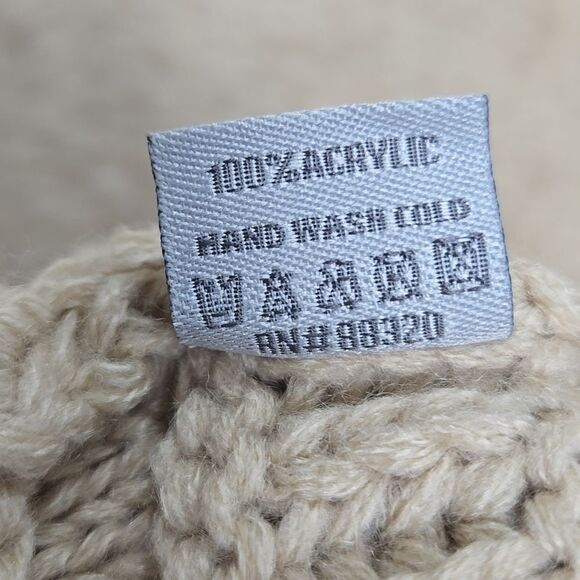 100% ACRYLIC
HAND WASH COLD
RN# 98320